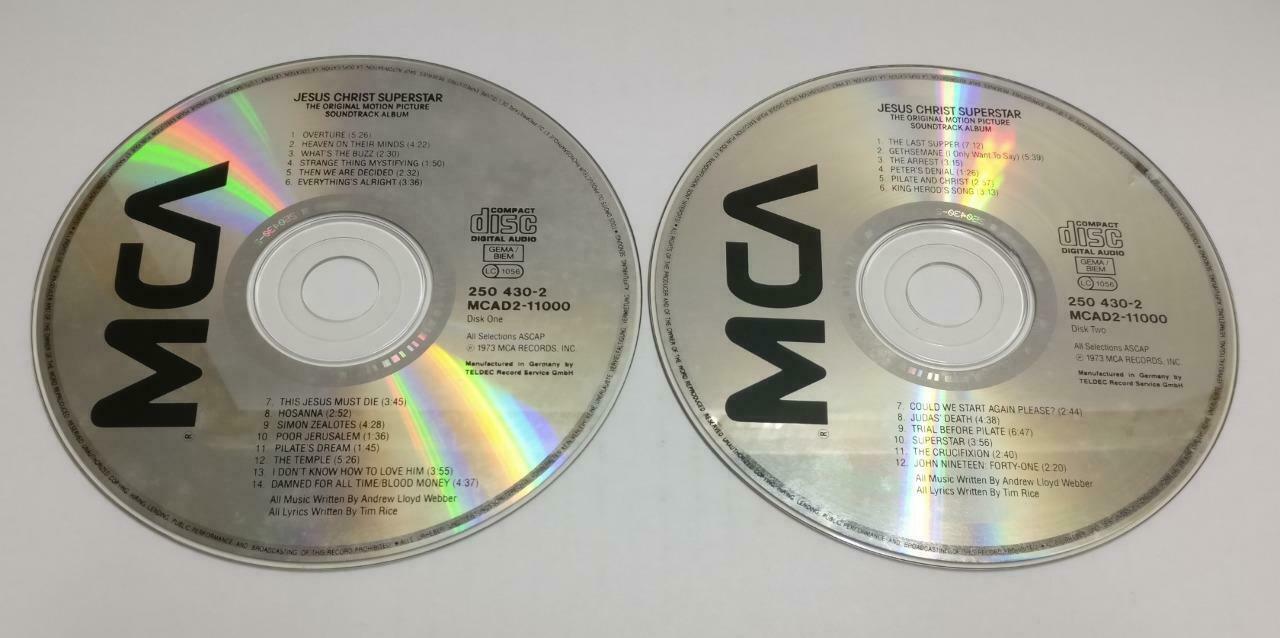 JESUS CHRIST SUPERSTAR
THE ORIGINAL MOTION PICTURE
SOUNDTRACK ALBUM
1 OVERTURE (5:26)
2. HEAVEN ON THEIR MINDS (4:22)
3. WHAT'S THE BUZZ (2:30)
4. STRANGE THING MYSTIFYING (1:50)
5. THEN WE ARE DECIDED (2:32)
6. EVERYTHING'S ALRIGHT (3:36)
MCA
®
COMPACT
disc
DIGITAL AUDIO
GEMA/
BIEM
LC 1056
250 430-2
MCAD2-11000
Disk One
All Selections ASCAP
℗ 1973 MCA RECORDS, INC.
Manufactured in Germany by
TELDEC Record Service GmbH
7. THIS JESUS MUST DIE (3:45)
8. HOSANNA (2:52)
9 SIMON ZEALOTES (4:28)
10. POOR JERUSALEM (1:36)
11. PILATE'S DREAM (1:45)
12. THE TEMPLE (5:26)
13 I DON'T KNOW HOW TO LOVE HIM (3:55)
14. DAMNED FOR ALL TIME/BLOOD MONEY (4:37)
All Music Written By Andrew Lloyd Webber
All Lyrics Written By Tim Rice
JESUS CHRIST SUPERSTAR
THE ORIGINAL MOTION PICTURE
SOUNDTRACK ALBUM
1. THE LAST SUPPER (7:12)
2. GETHSEMANE (I Only Want To Say) (5:39)
3. THE ARREST (3:15)
4. PETER'S DENIAL (1:26)
5. PILATE AND CHRIST (2:57)
6. KING HEROD'S SONG (3:13)
MCA
®
COMPACT
disc
DIGITAL AUDIO
GEMA/
BIEM
LC 1056
250 430-2
MCAD2-11000
Disk Two
All Selections ASCAP
℗ 1973 MCA RECORDS, INC.
Manufactured in Germany by
TELDEC Record Service GmbH
7. COULD WE START AGAIN PLEASE? (2:44)
8. JUDAS' DEATH (4:38)
9. TRIAL BEFORE PILATE (6:47)
10. SUPERSTAR (3:56)
11. THE CRUCIFIXION (2:40)
12. JOHN NINETEEN: FORTY-ONE (2:20)
All Music Written By Andrew Lloyd Webber
All Lyrics Written By Tim Rice